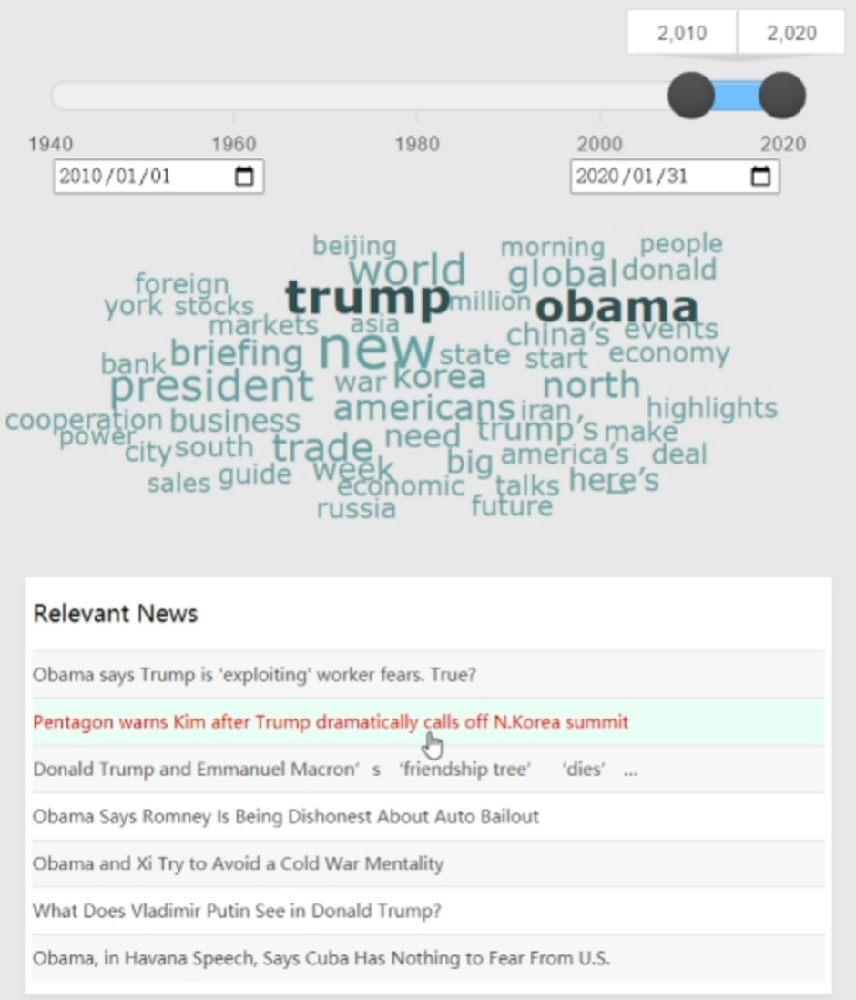 2,010 2,020
1940 1960 1980 2000 2020
2010/01/01 2020/01/31
beijing morning people
world global donald
foreign trump million obama
york stocks
markets asia china's events
briefing new state start economy
bank
president war korea north
americans iran highlights
cooperation business trump's make
power need
city south trade big america's deal
week here's
sales guide economic talks
russia future
Relevant News
Obama says Trump is 'exploiting' worker fears. True?
Pentagon warns Kim after Trump dramatically calls off N.Korea summit
Donald Trump and Emmanuel Macron’ s ‘friendship tree’ ‘dies’ ...
Obama Says Romney Is Being Dishonest About Auto Bailout
Obama and Xi Try to Avoid a Cold War Mentality
What Does Vladimir Putin See in Donald Trump?
Obama, in Havana Speech, Says Cuba Has Nothing to Fear From U.S.